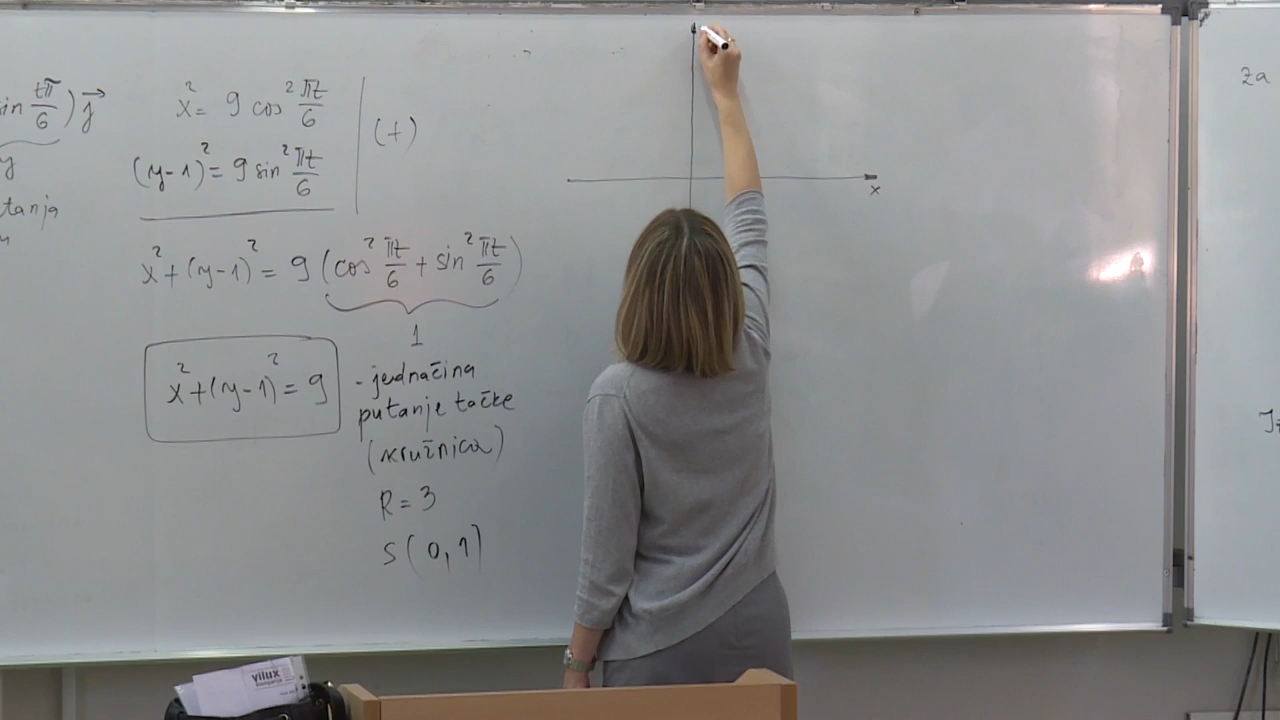 sin tπ/6 ) j⃗
y
tanja
x² = 9 cos² πt/6
(y-1)² = 9 sin² πt/6
(+)
x² + (y-1)² = 9 (cos² πt/6 + sin² πt/6)
1
x² + (y-1)² = 9
- jednačina
putanje tačke
(kružnica)
R = 3
S(0,1)
x
za
vilux